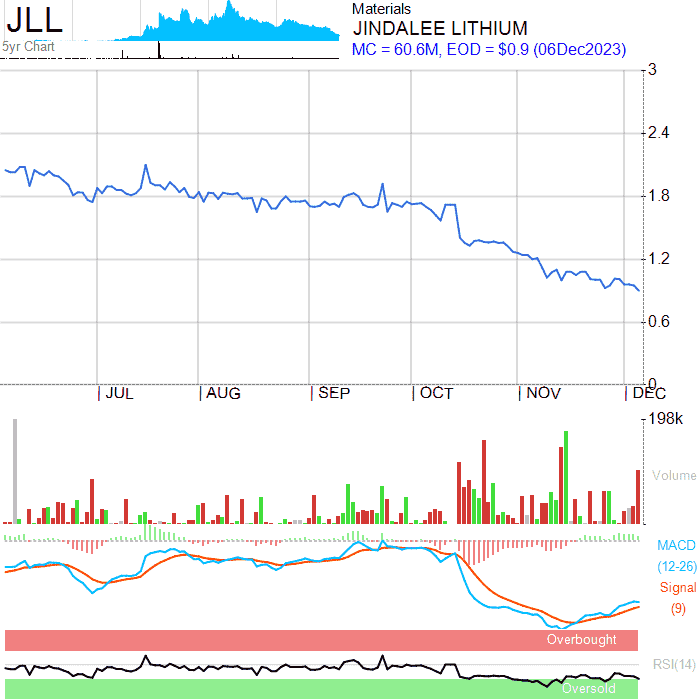 JLL
5yr Chart
Materials
JINDALEE LITHIUM
MC = 60.6M, EOD = $0.9 (06Dec2023)
3
2.4
1.8
1.2
0.6
0
JUL AUG SEP OCT NOV DEC
198k
Volume
MACD
(12-26)
Signal
(9)
Overbought
RSI(14)
Oversold